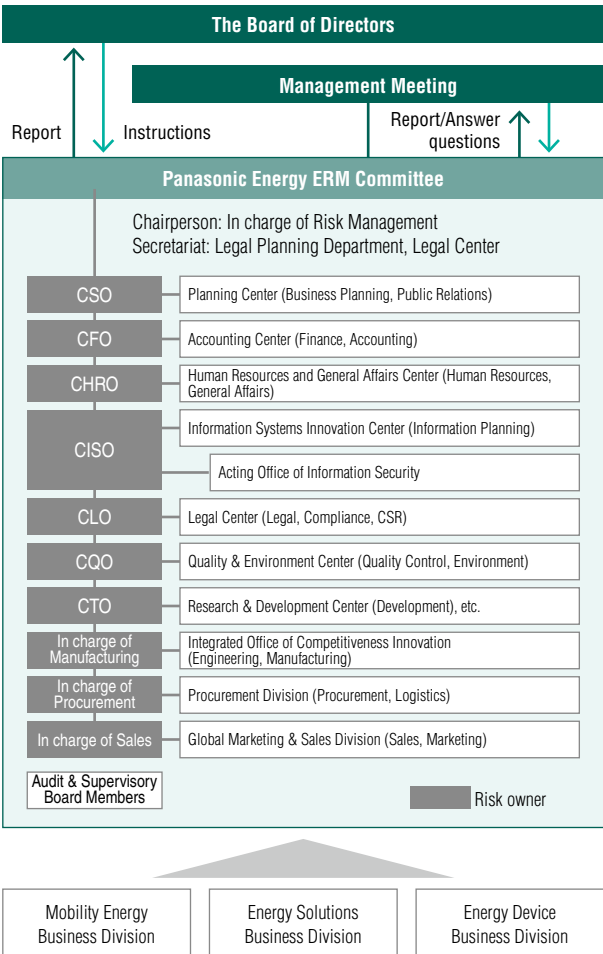 The Board of Directors
Management Meeting
Report
Instructions
Report/Answer
questions
Panasonic Energy ERM Committee
Chairperson: In charge of Risk Management
Secretariat: Legal Planning Department, Legal Center
CSO
Planning Center (Business Planning, Public Relations)
CFO
Accounting Center (Finance, Accounting)
CHRO
Human Resources and General Affairs Center (Human Resources,
General Affairs)
CISO
Information Systems Innovation Center (Information Planning)
Acting Office of Information Security
CLO
Legal Center (Legal, Compliance, CSR)
CQO
Quality & Environment Center (Quality Control, Environment)
CTO
Research & Development Center (Development), etc.
In charge of
Manufacturing
Integrated Office of Competitiveness Innovation
(Engineering, Manufacturing)
In charge of
Procurement
Procurement Division (Procurement, Logistics)
In charge of Sales
Global Marketing & Sales Division (Sales, Marketing)
Audit & Supervisory
Board Members
Risk owner
Mobility Energy
Business Division
Energy Solutions
Business Division
Energy Device
Business Division